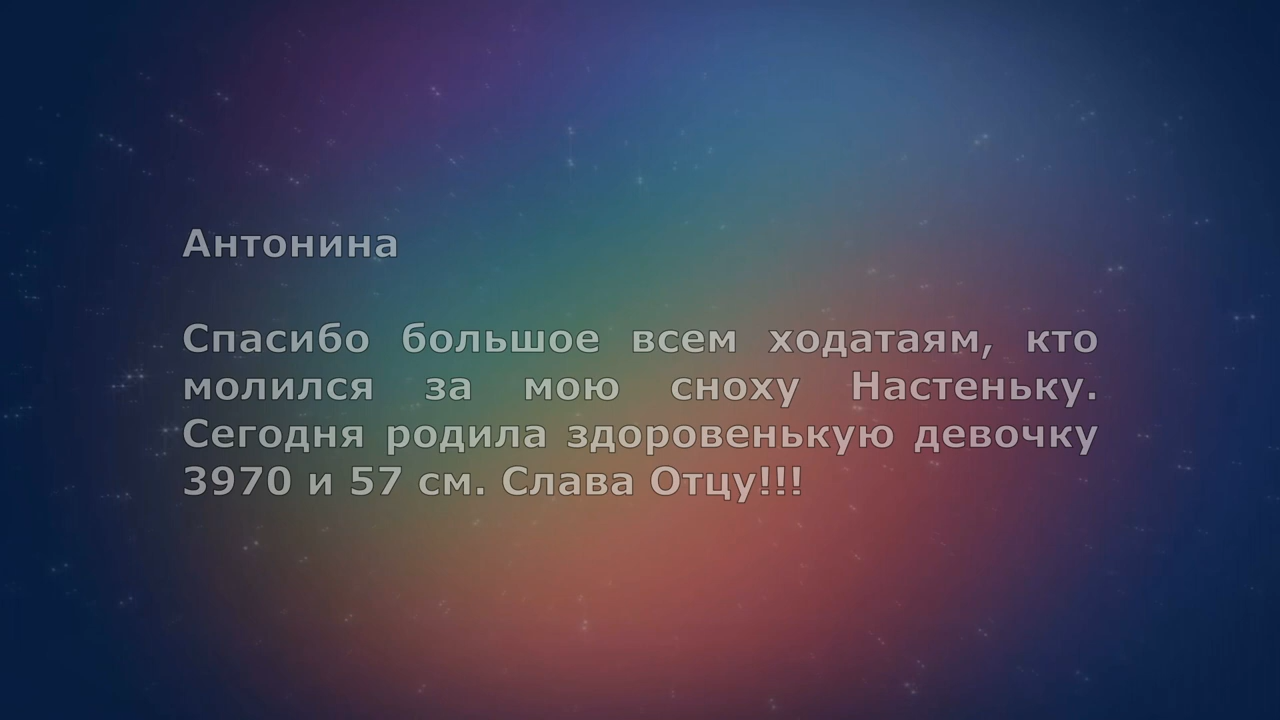 Антонина
Спасибо большое всем ходатаям, кто
молился за мою сноху Настеньку.
Сегодня родила здоровенькую девочку
3970 и 57 см. Слава Отцу!!!